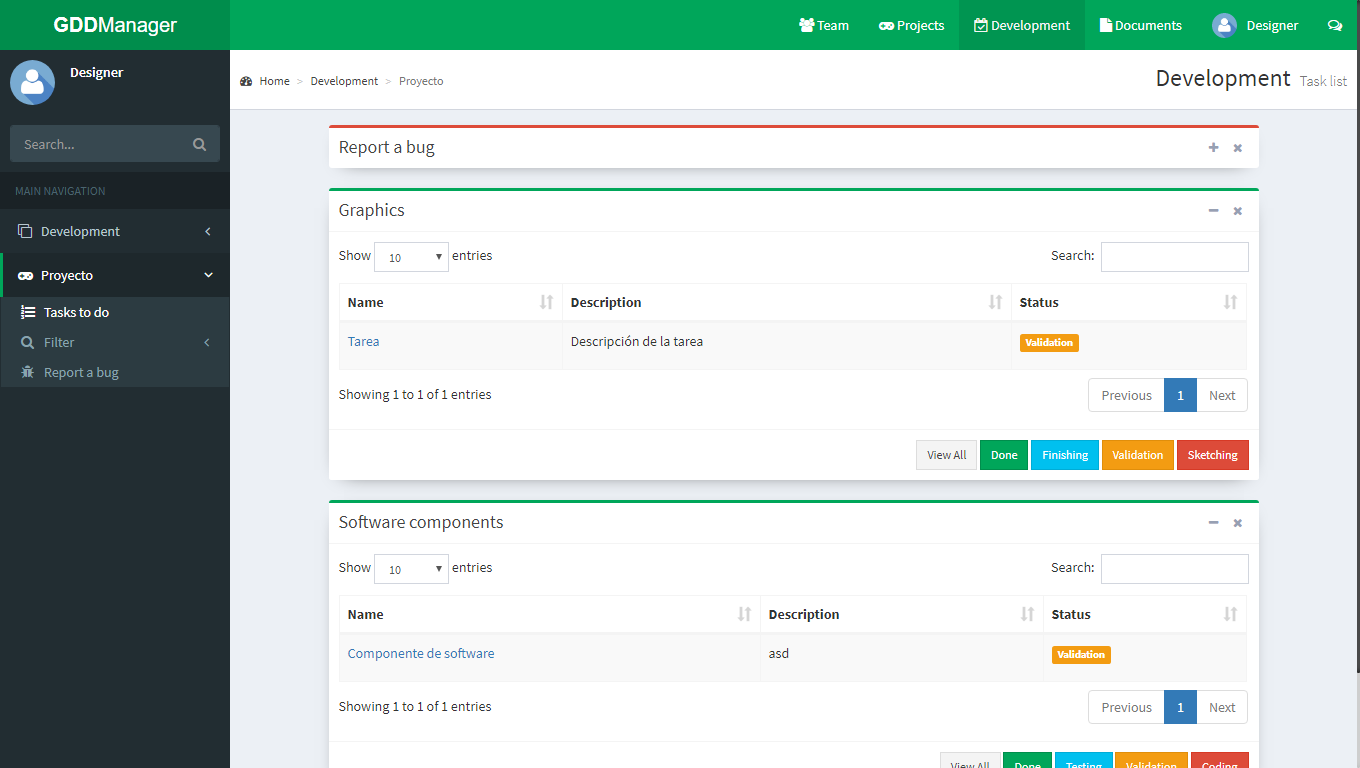 GDDManager
Team Projects Development Documents Designer
Designer
Search...
MAIN NAVIGATION
Development
Proyecto
Tasks to do
Filter
Report a bug
Home > Development > Proyecto
Development Task list
Report a bug
Graphics
Show 10 entries Search:
Name Description Status
Tarea Descripción de la tarea Validation
Showing 1 to 1 of 1 entries Previous 1 Next
View All Done Finishing Validation Sketching
Software components
Show 10 entries Search:
Name Description Status
Componente de software asd Validation
Showing 1 to 1 of 1 entries Previous 1 Next
View All Done Testing Validation Coding